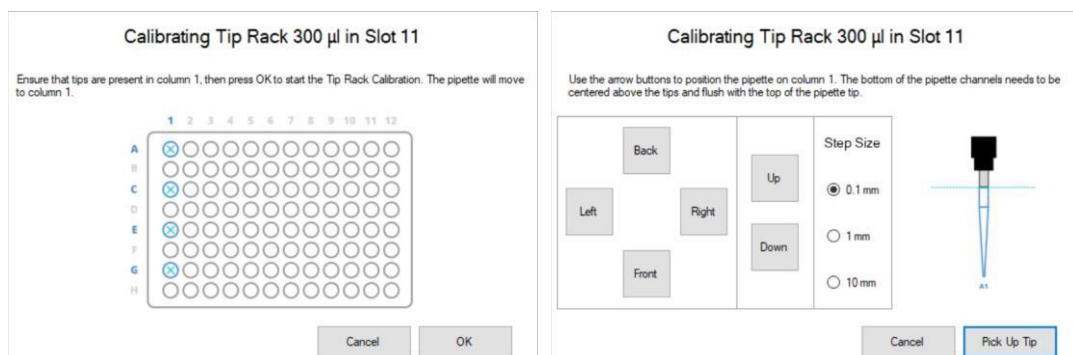 Calibrating Tip Rack 300 µl in Slot 11
Ensure that tips are present in column 1, then press OK to start the Tip Rack Calibration. The pipette will move
to column 1.
1 2 3 4 5 6 7 8 9 10 11 12
A
B
C
D
E
F
G
H
Cancel
OK
Calibrating Tip Rack 300 µl in Slot 11
Use the arrow buttons to position the pipette on column 1. The bottom of the pipette channels needs to be
centered above the tips and flush with the top of the pipette tip.
Back
Left
Right
Front
Up
Down
Step Size
0.1 mm
1 mm
10 mm
A1
Cancel
Pick Up Tip